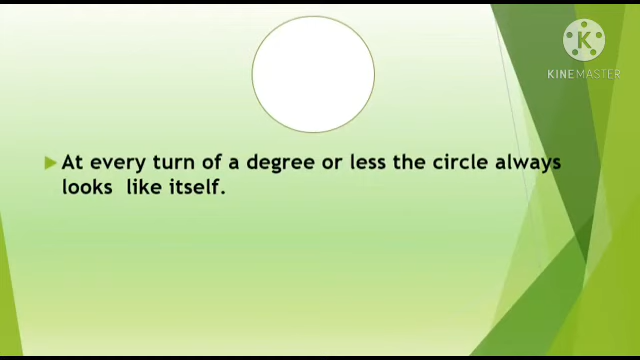 K
KINEMASTER
At every turn of a degree or less the circle always
looks like itself.